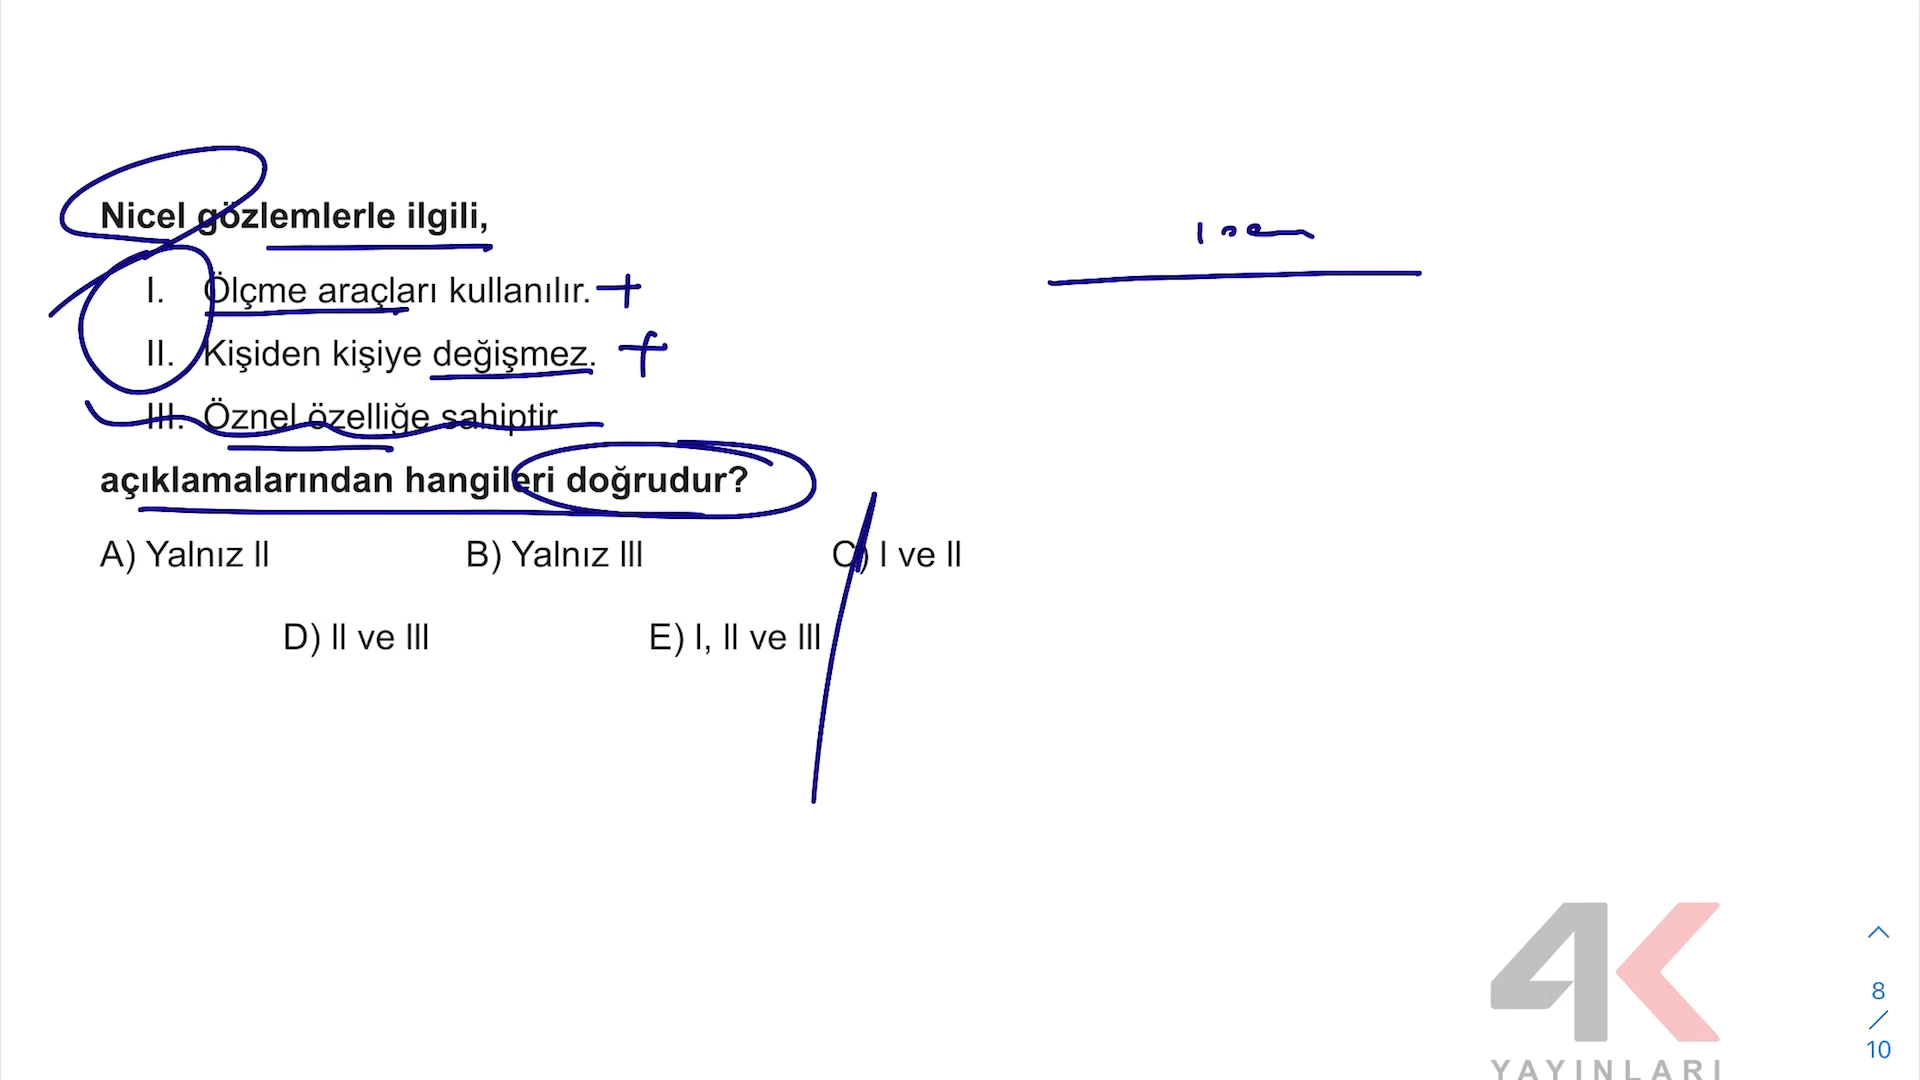 Nicel gözlemlerle ilgili,
I. Ölçme araçları kullanılır. +
II. Kişiden kişiye değişmez. +
III. Öznel özelliğe sahiptir.
açıklamalarından hangileri doğrudur?
A) Yalnız II B) Yalnız III C) I ve II
D) II ve III E) I, II ve III
4K
YAYINLARI
8
/
10